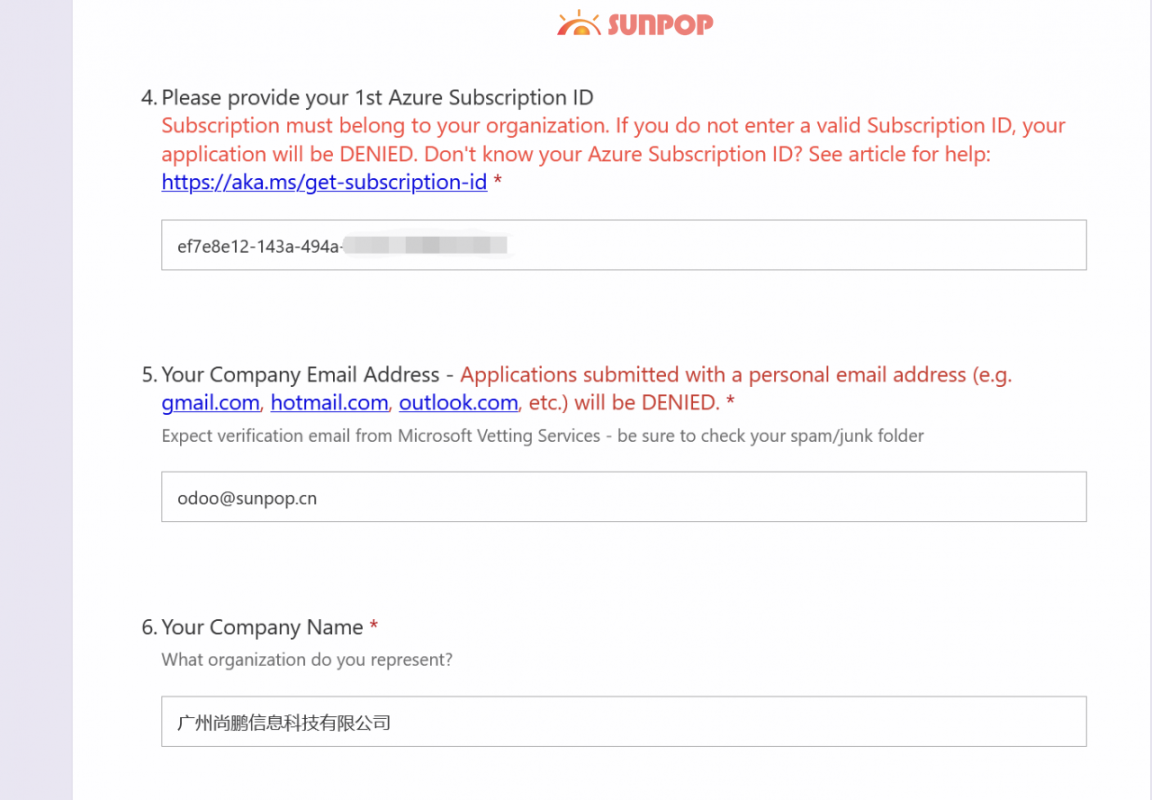 SUNPOP
4. Please provide your 1st Azure Subscription ID
Subscription must belong to your organization. If you do not enter a valid Subscription ID, your
application will be DENIED. Don't know your Azure Subscription ID? See article for help:
https://aka.ms/get-subscription-id *
ef7e8e12-143a-494a-
5. Your Company Email Address - Applications submitted with a personal email address (e.g.
gmail.com, hotmail.com, outlook.com, etc.) will be DENIED. *
Expect verification email from Microsoft Vetting Services - be sure to check your spam/junk folder
odoo@sunpop.cn
6. Your Company Name *
What organization do you represent?
广州尚鹏信息科技有限公司